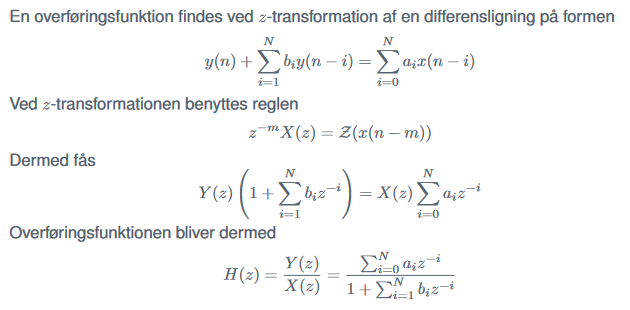 En overføringsfunktion findes ved $z$-transformation af en differensligning på formen
$$y(n) + \sum_{i=1}^{N} b_i y(n-i) = \sum_{i=0}^{N} a_i x(n-i)$$
Ved $z$-transformationen benyttes reglen
$$z^{-m} X(z) = \mathcal{Z}(x(n-m))$$
Dermed fås
$$Y(z) \left( 1 + \sum_{i=1}^{N} b_i z^{-i} \right) = X(z) \sum_{i=0}^{N} a_i z^{-i}$$
Overføringsfunktionen bliver dermed
$$H(z) = \frac{Y(z)}{X(z)} = \frac{\sum_{i=0}^{N} a_i z^{-i}}{1 + \sum_{i=1}^{N} b_i z^{-i}}$$